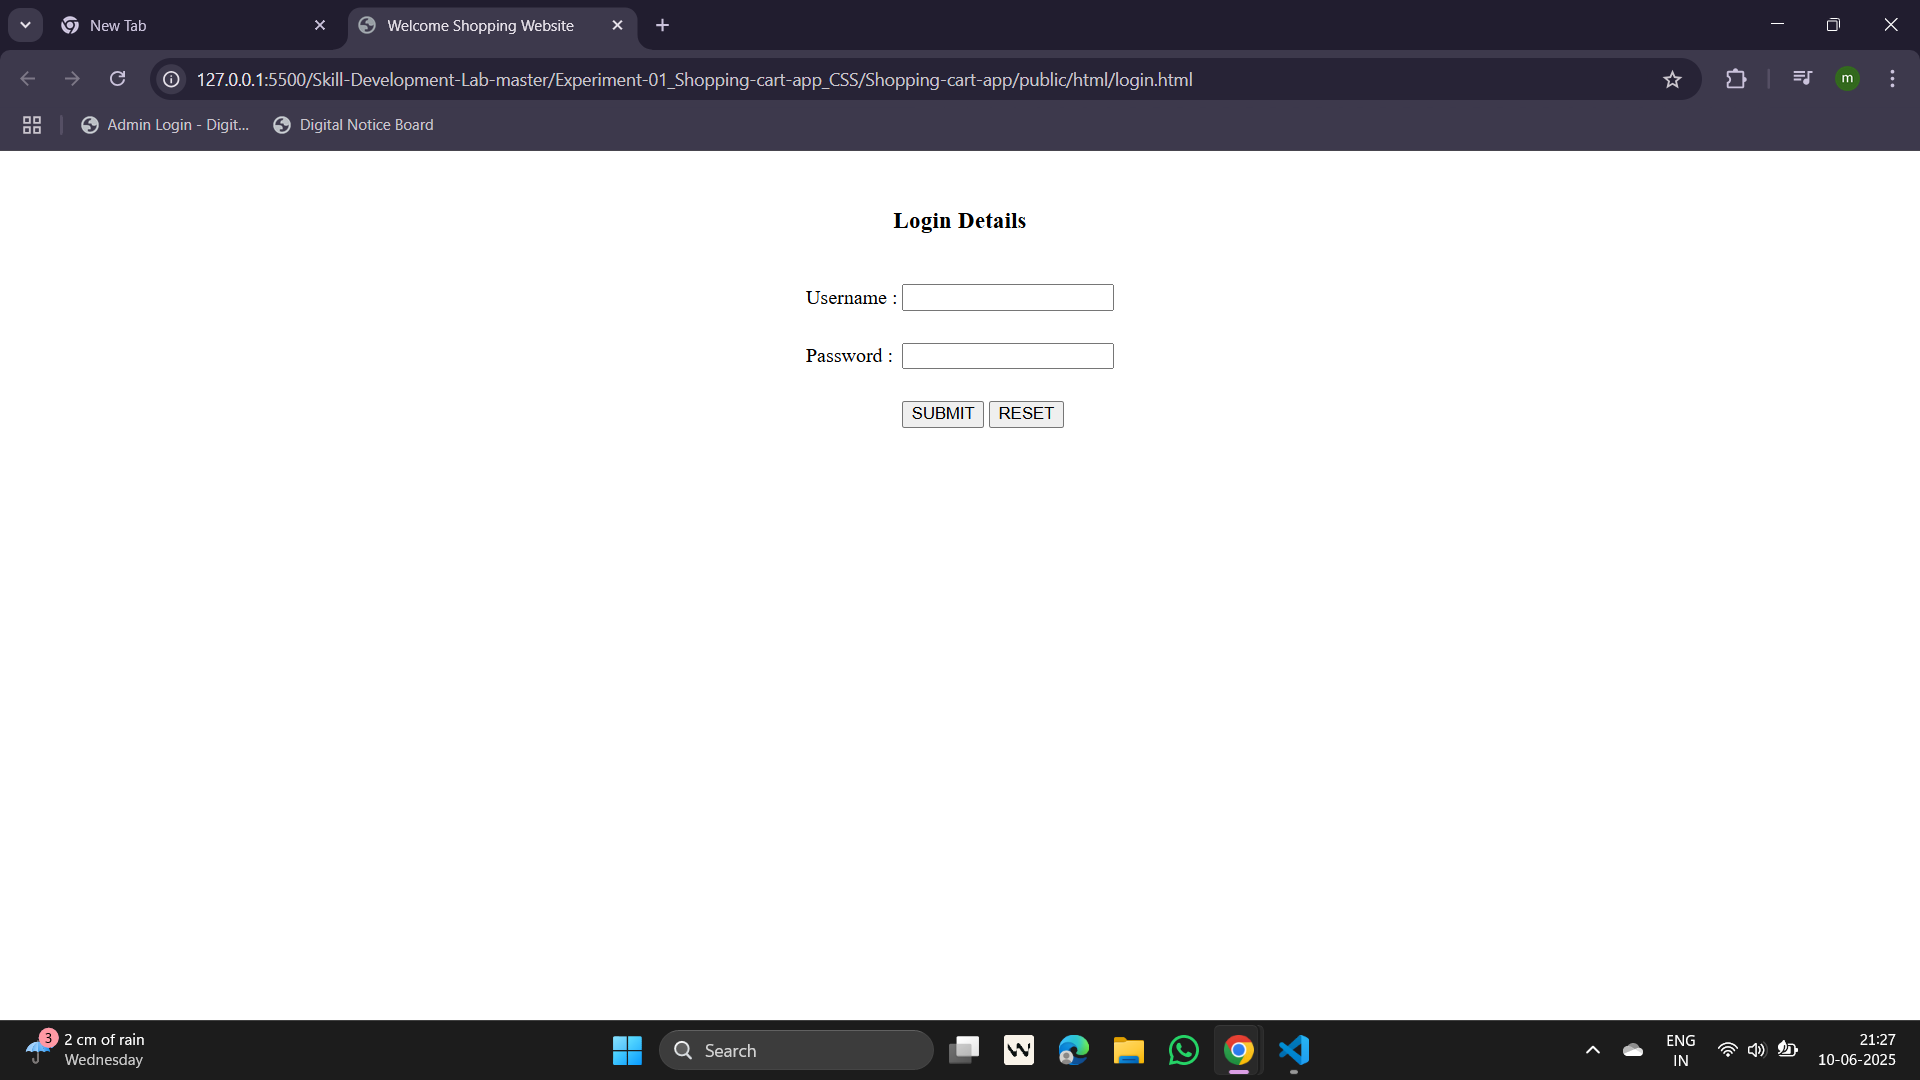 New Tab
Welcome Shopping Website
127.0.0.1:5500/Skill-Development-Lab-master/Experiment-01_Shopping-cart-app_CSS/Shopping-cart-app/public/html/login.html
m
Admin Login - Digit...
Digital Notice Board
Login Details
Username :
Password :
SUBMIT RESET
3
2 cm of rain
Wednesday
Search
ENG
IN
21:27
10-06-2025